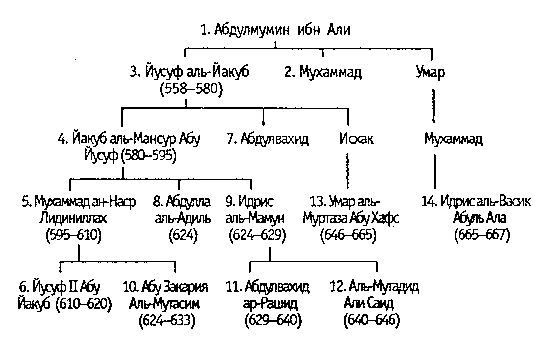 1. Абдулмумин ибн Али
3. Йусуф аль-Йакуб
(558–580)
2. Мухаммад
Умар
4. Йакуб аль-Мансур Абу
Йусуф (580–595)
7. Абдулвахид
Исхак
Мухаммад
5. Мухаммад ан-Наср
Лидиниллах
(595–610)
8. Абдулла
аль-Адиль
(624)
9. Идрис
аль-Мамун
(624–629)
13. Умар аль-
Муртаза Абу Хафс
(646–665)
14. Идрис аль-Васик
Абуль Ала
(665–667)
6. Йусуф II Абу
Йакуб (610–620)
10. Абу Закария
Аль-Мутасим
(624–633)
11. Абдулвахид
ар-Рашид
(629–640)
12. Аль-Мутадид
Али Саид
(640–646)